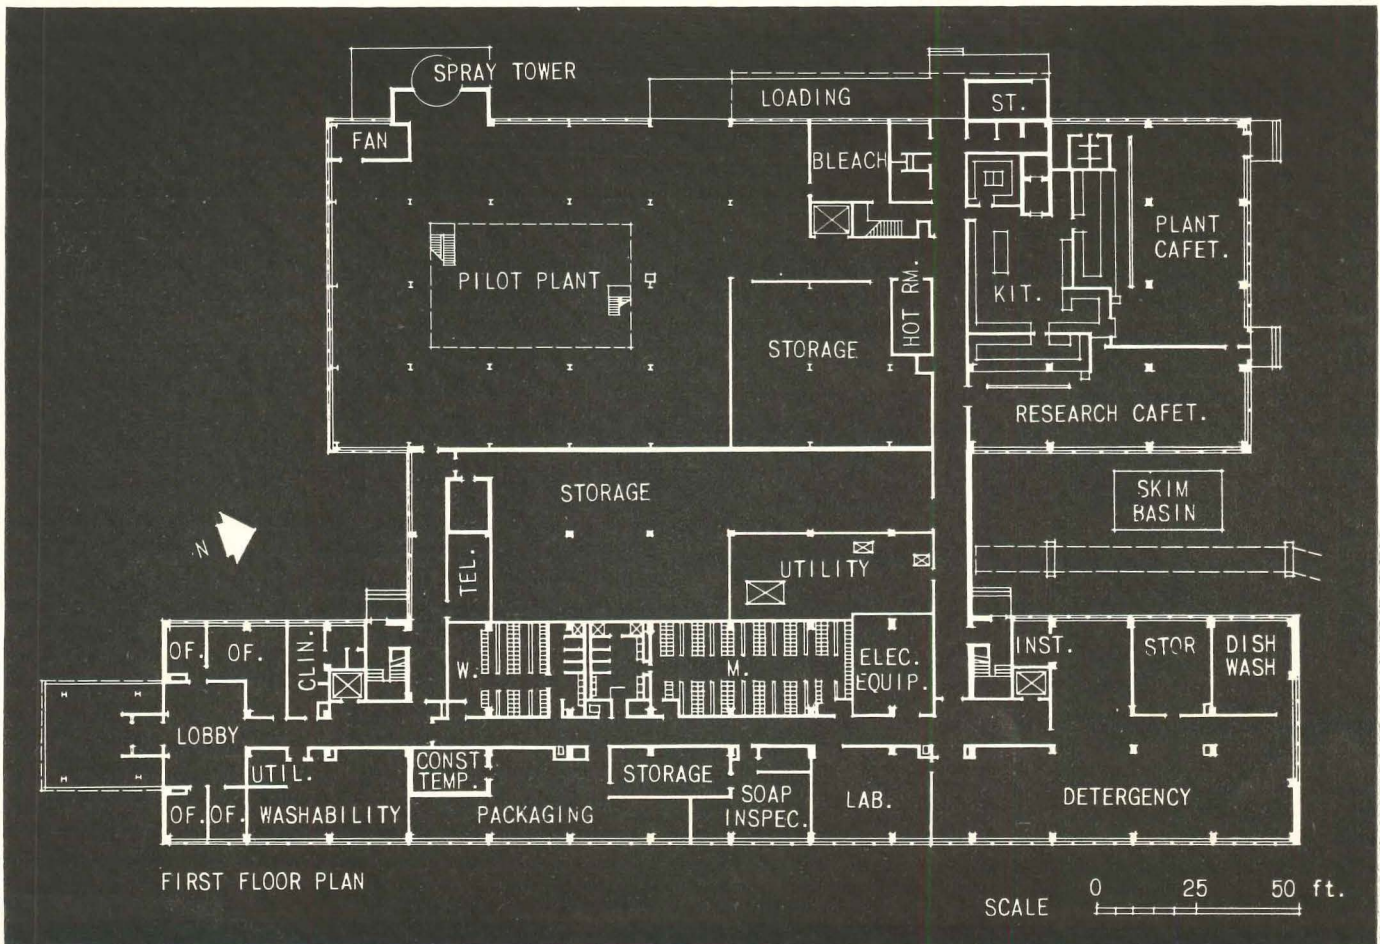 SPRAY TOWER
LOADING
ST.
FAN
BLEACH
PLANT
CAFET.
PILOT PLANT
HOT RM.
KIT.
STORAGE
RESEARCH CAFET.
STORAGE
SKIM
BASIN
N
TEL.
UTILITY
OF.
OF.
CLIN.
W.
M.
ELEC.
EQUIP.
INST.
STOR
DISH
WASH
LOBBY
UTIL.
CONST
TEMP.
STORAGE
OF.
OF.
WASHABILITY
PACKAGING
SOAP
INSPEC.
LAB.
DETERGENCY
FIRST FLOOR PLAN
SCALE
0 25 50 ft.